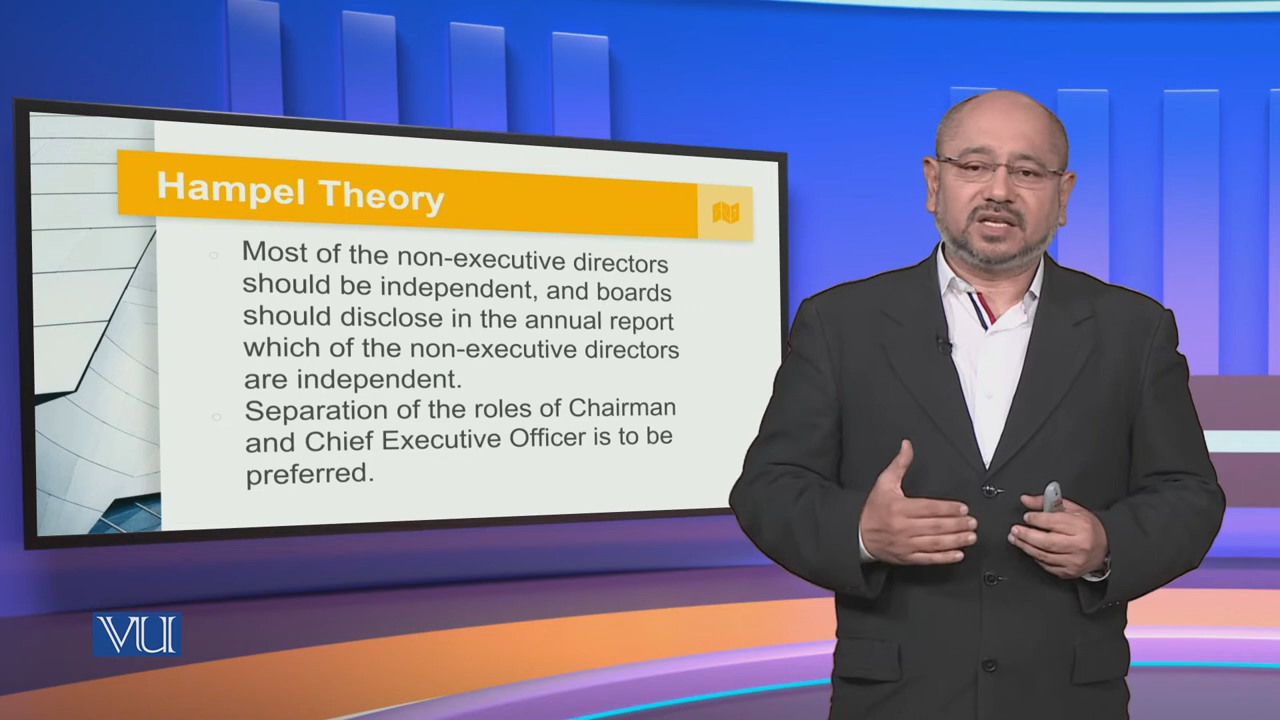 Hampel Theory
Most of the non-executive directors
should be independent, and boards
should disclose in the annual report
which of the non-executive directors
are independent.
Separation of the roles of Chairman
and Chief Executive Officer is to be
preferred.
VU